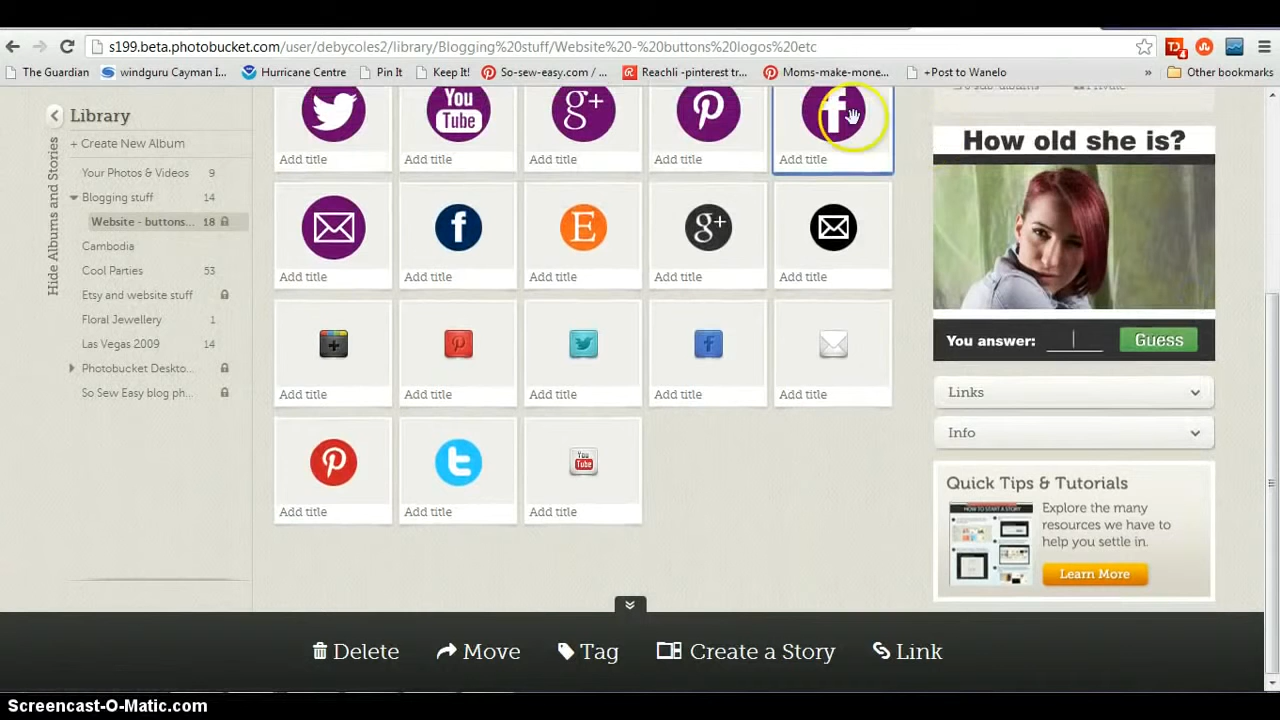 s199.beta.photobucket.com/user/debycoles2/library/Blogging%20stuff/Website%20-%20buttons%20logos%20etc
The Guardian windguru Cayman I... Hurricane Centre Pin It Keep It! So-sew-easy.com / ... Reachli -pinterest tr... Moms-make-mone... +Post to Wanelo » Other bookmarks
Hide Albums and Stories
Library
+ Create New Album
Your Photos & Videos 9
Blogging stuff 14
Website - buttons... 18
Cambodia
Cool Parties 53
Etsy and website stuff
Floral Jewellery 1
Las Vegas 2009 14
Photobucket Deskto...
So Sew Easy blog ph...
You Tube g+ f
Add title Add title Add title Add title Add title
f E g+
Add title Add title Add title Add title Add title
+ f
Add title Add title Add title Add title Add title
t You Tube
Add title Add title Add title
How old she is?
You answer: Guess
Links
Info
Quick Tips & Tutorials
HOW TO START A STORY
Explore the many
resources we have to
help you settle in.
Learn More
Delete Move Tag Create a Story Link
Screencast-O-Matic.com